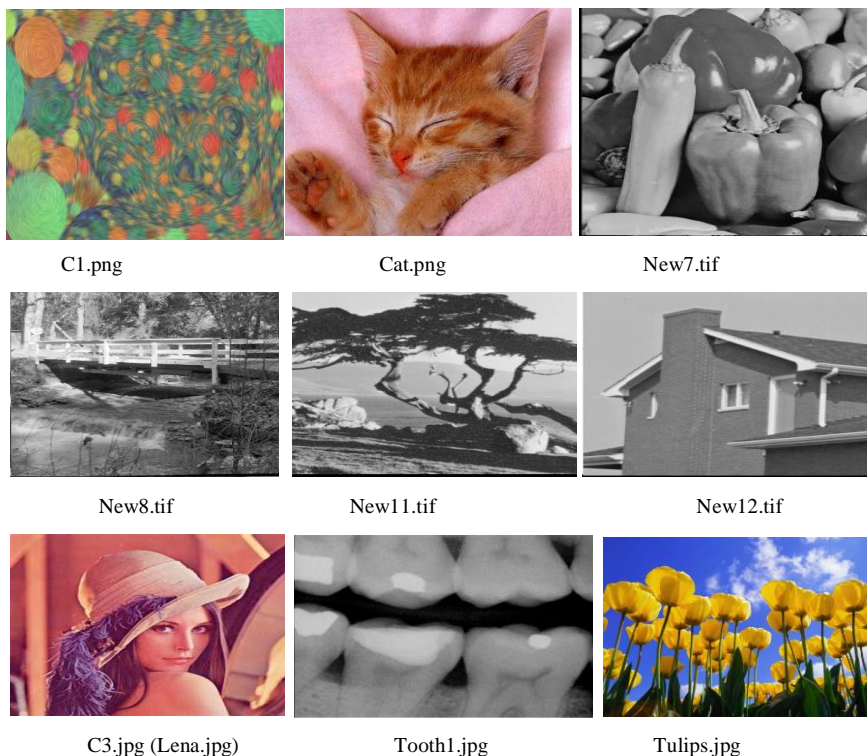 C1.png
Cat.png
New7.tif
New8.tif
New11.tif
New12.tif
C3.jpg (Lena.jpg)
Tooth1.jpg
Tulips.jpg